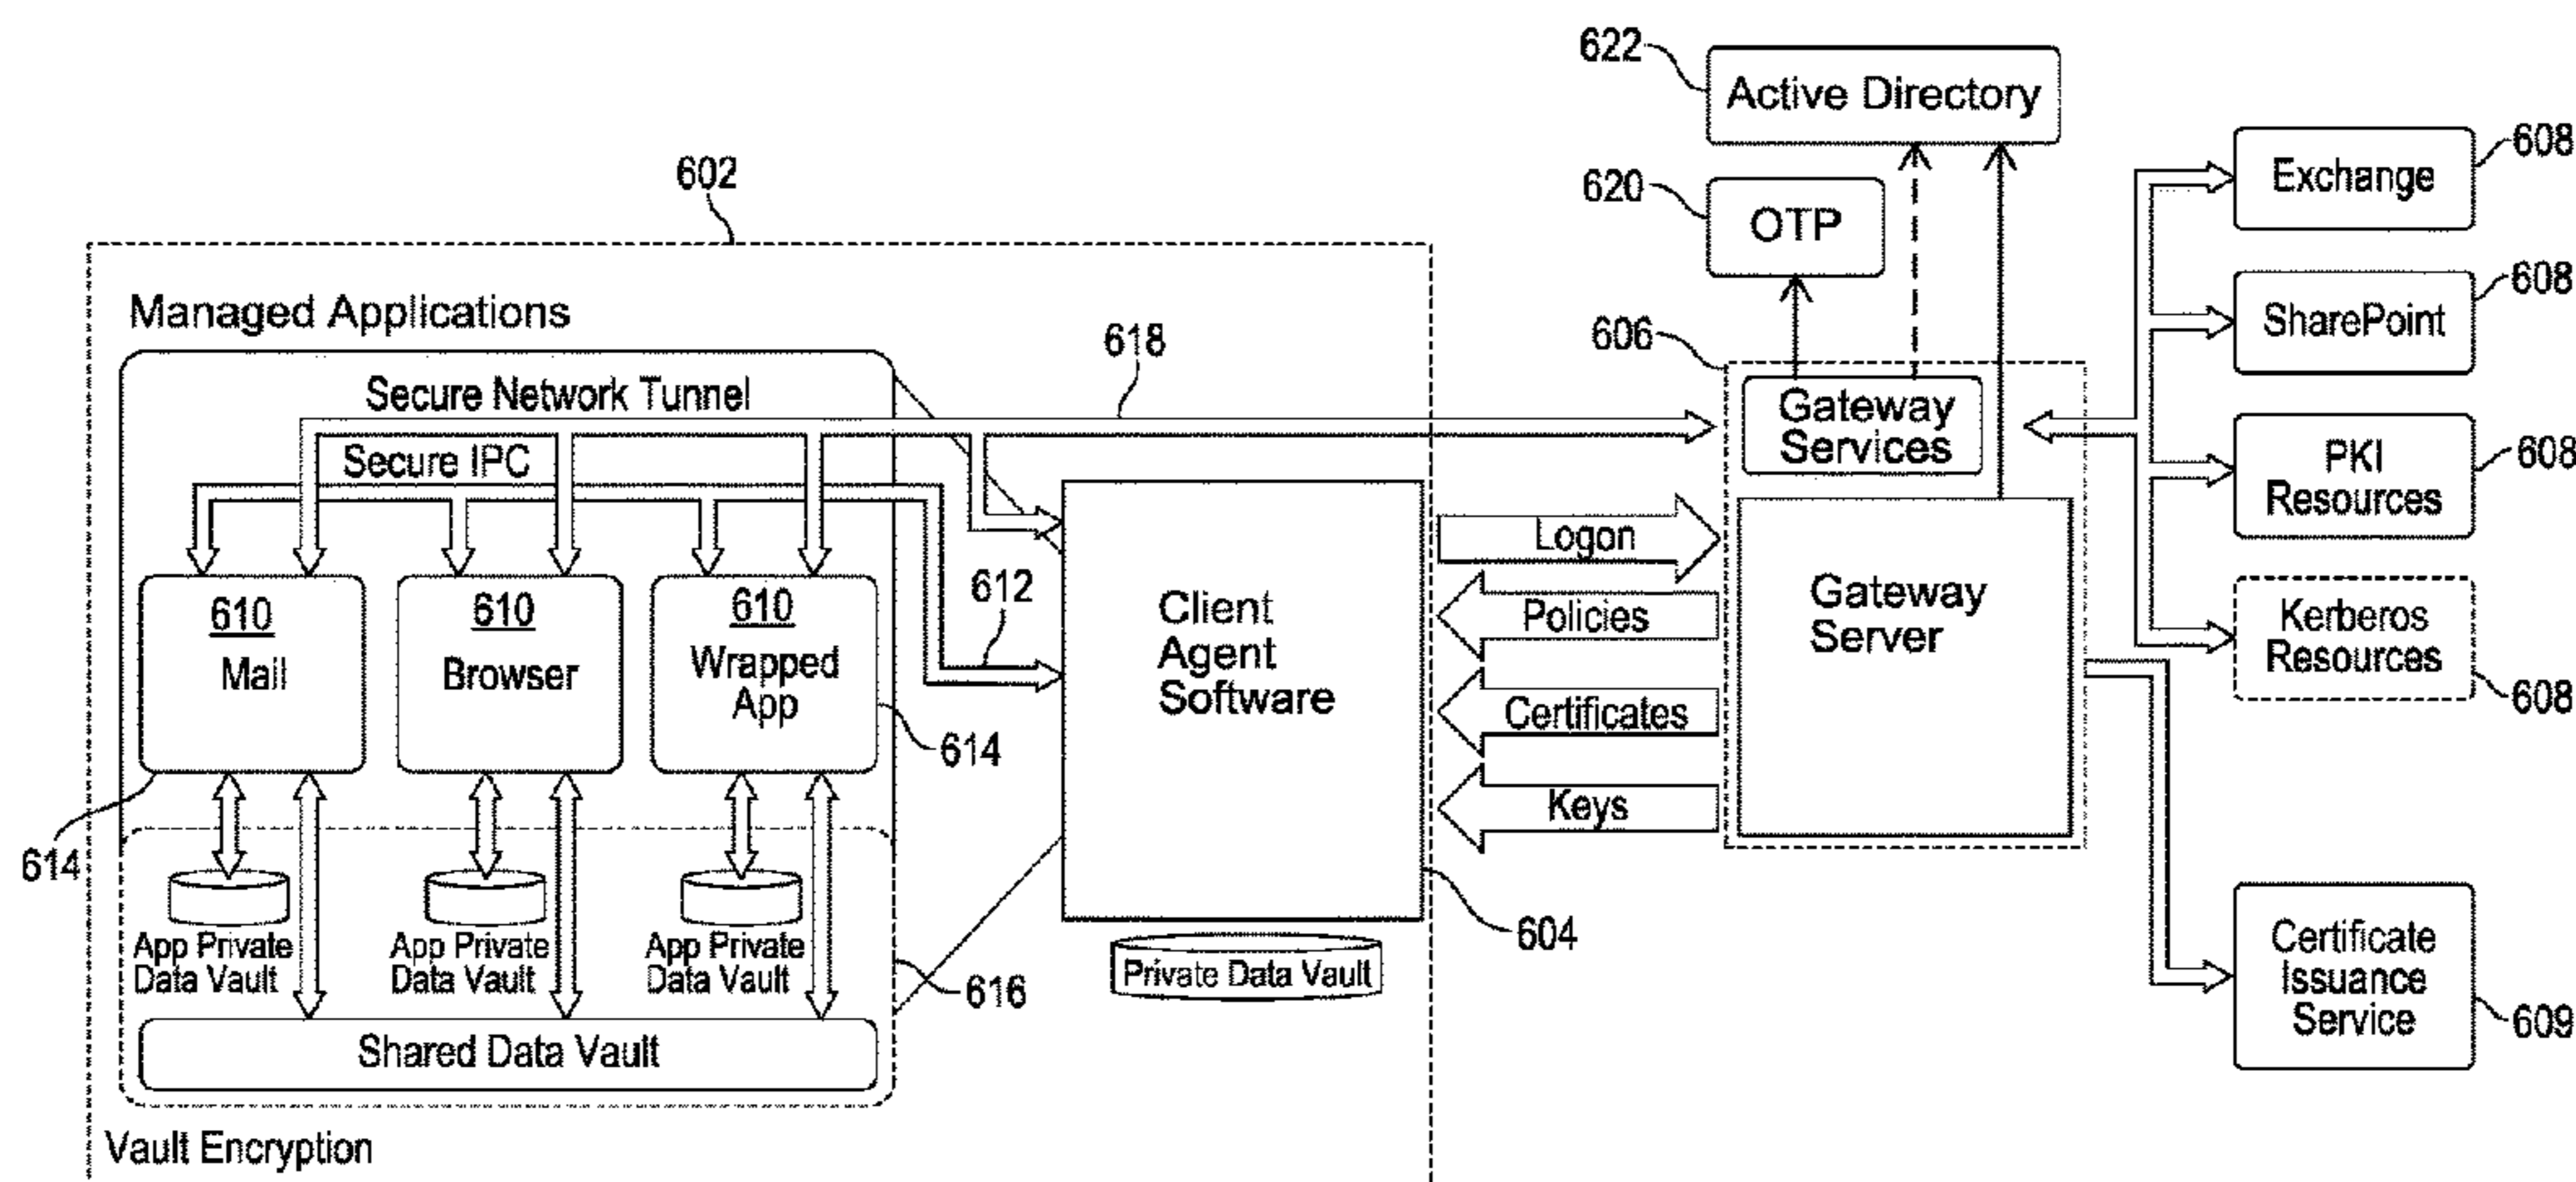 622
Active Directory
608
Exchange
602
620
OTP
608
SharePoint
Managed Applications
618
606
Secure Network Tunnel
Gateway
Services
Secure IPC
608
PKI
Resources
Logon
610
Mail
610
Browser
610
Wrapped
App
612
Client
Agent
Software
Policies
Gateway
Server
Kerberos
Resources
608
Certificates
614
Keys
614
App Private
Data Vault
App Private
Data Vault
App Private
Data Vault
616
604
Private Data Vault
Certificate
Issuance
Service
609
Shared Data Vault
Vault Encryption